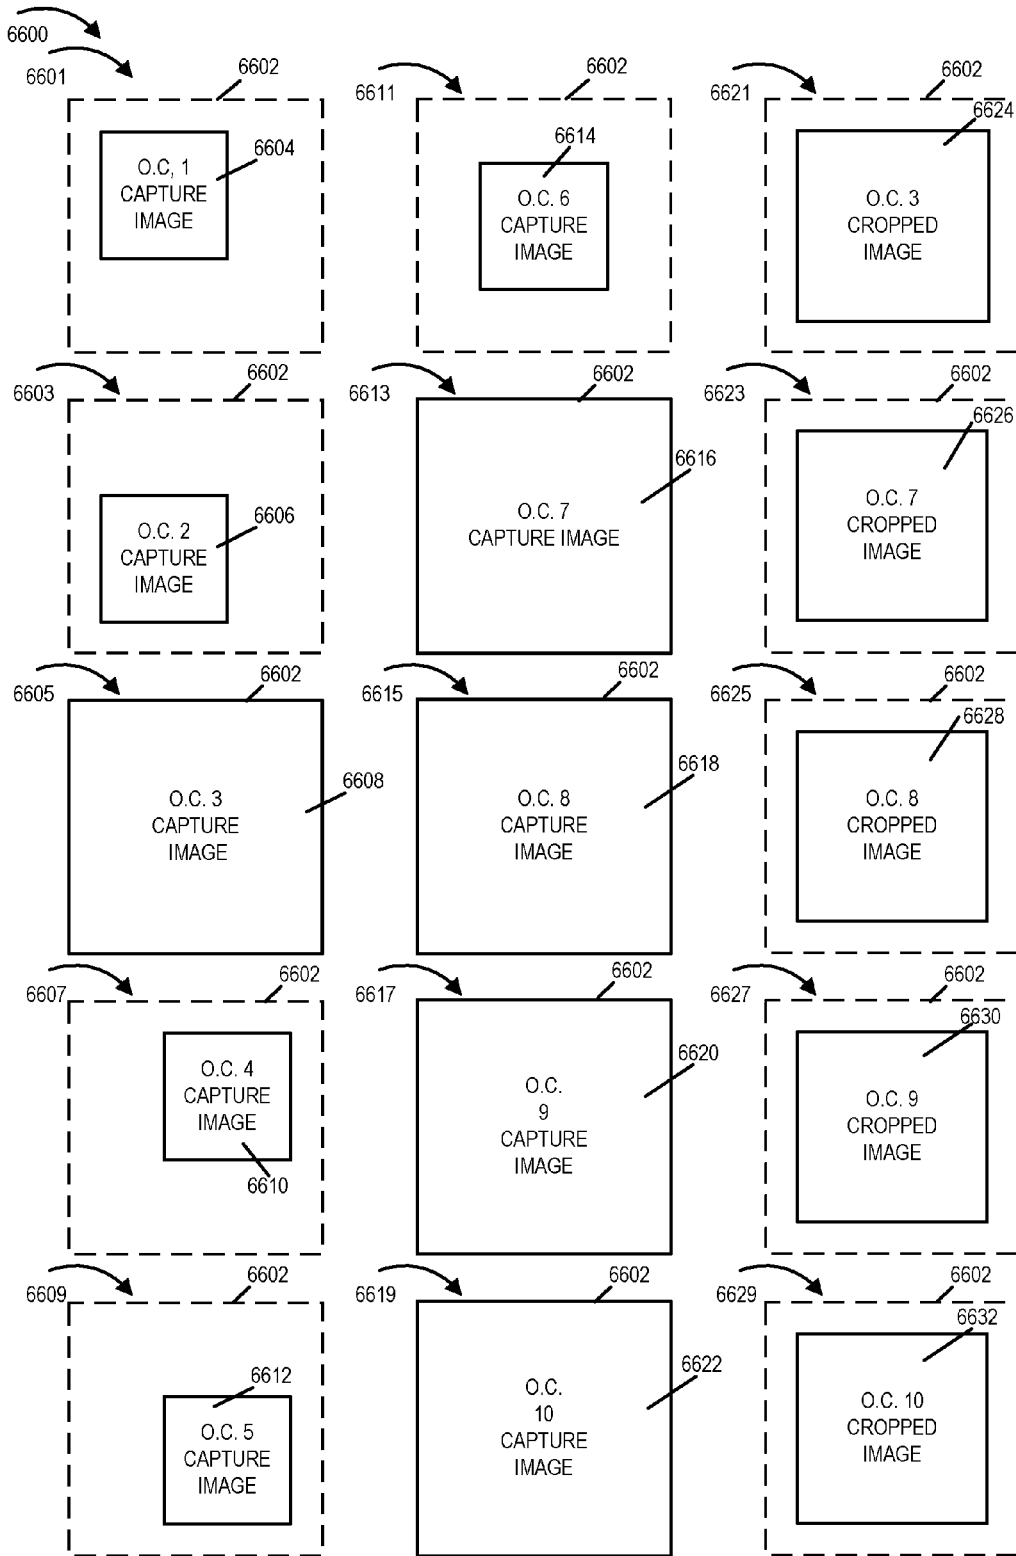 6600
6601
6602
O.C, 1
CAPTURE
IMAGE
6604
6603
6602
O.C. 2
CAPTURE
IMAGE
6606
6605
6602
O.C. 3
CAPTURE
IMAGE
6608
6607
6602
O.C. 4
CAPTURE
IMAGE
6610
6609
6602
6612
O.C. 5
CAPTURE
IMAGE
6611
6602
6614
O.C. 6
CAPTURE
IMAGE
6613
6602
6616
O.C. 7
CAPTURE IMAGE
6615
6602
6618
O.C. 8
CAPTURE
IMAGE
6617
6602
6620
O.C.
9
CAPTURE
IMAGE
6619
6602
6622
O.C.
10
CAPTURE
IMAGE
6621
6602
6624
O.C. 3
CROPPED
IMAGE
6623
6602
6626
O.C. 7
CROPPED
IMAGE
6625
6602
6628
O.C. 8
CROPPED
IMAGE
6627
6602
6630
O.C. 9
CROPPED
IMAGE
6629
6602
6632
O.C. 10
CROPPED
IMAGE